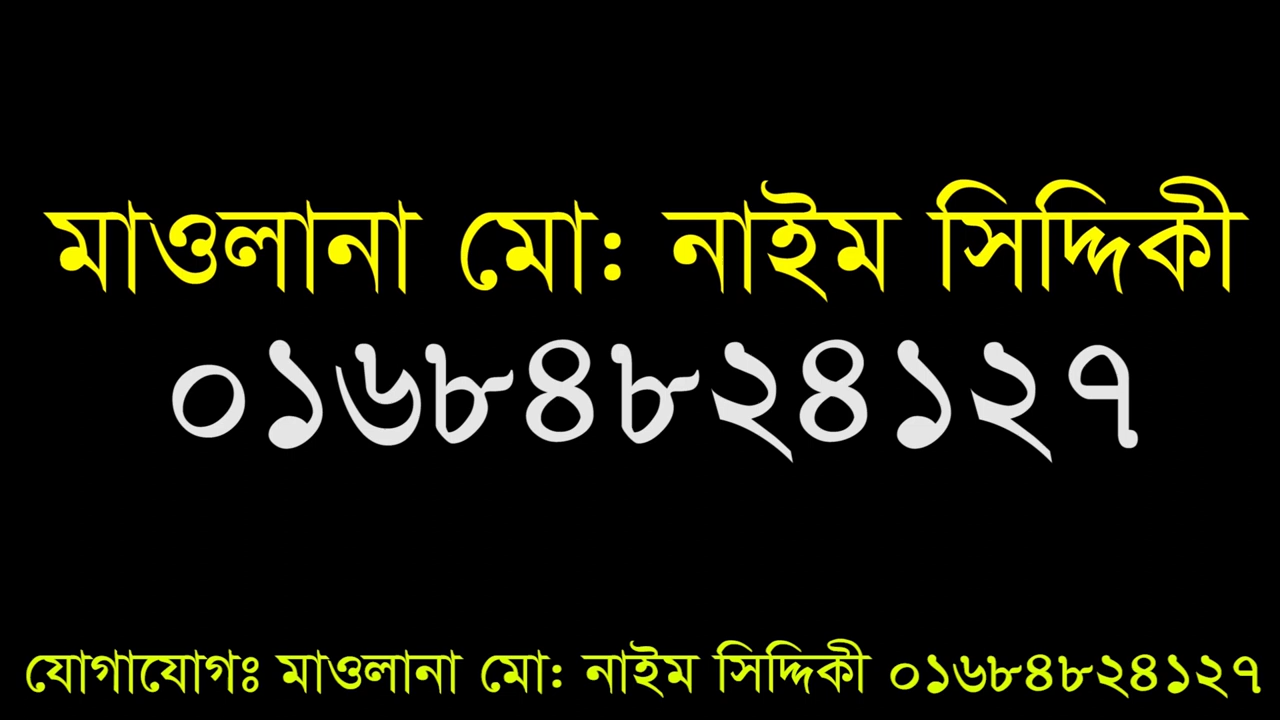 মাওলানা মো: নাইম সিদ্দিকী
০১৬৮৪৮২৪১২৭
যোগাযোগঃ মাওলানা মো: নাইম সিদ্দিকী ০১৬৮৪৮২৪১২৭